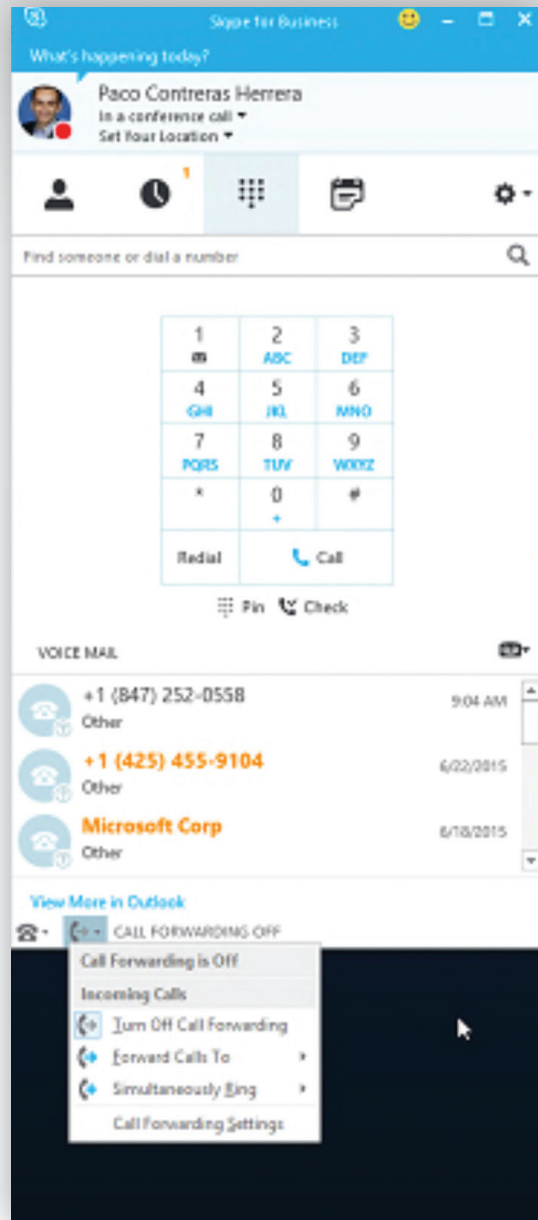 Skype for Business
What's happening today?
Paco Contreras Herrera
In a conference call
Set Your Location
1
Find someone or dial a number
1 2 3
ABC DEF
4 5 6
GHI JKL MNO
7 8 9
PQRS TUV WXYZ
* 0 #
+
Redial Call
Pin Check
VOICE MAIL
+1 (847) 252-0558 9:04 AM
Other
+1 (425) 455-9104 6/22/2015
Other
Microsoft Corp 6/18/2015
Other
View More in Outlook
CALL FORWARDING OFF
Call Forwarding is Off
Incoming Calls
Turn Off Call Forwarding
Forward Calls To
Simultaneously Ring
Call Forwarding Settings